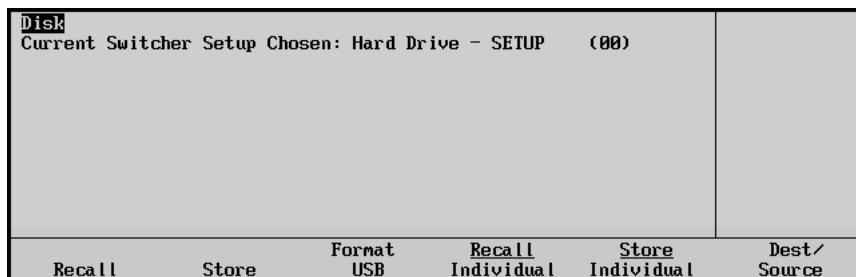 Disk
Current Switcher Setup Chosen: Hard Drive - SETUP (00)
Recall
Store
Format
USB
Recall
Individual
Store
Individual
Dest/
Source